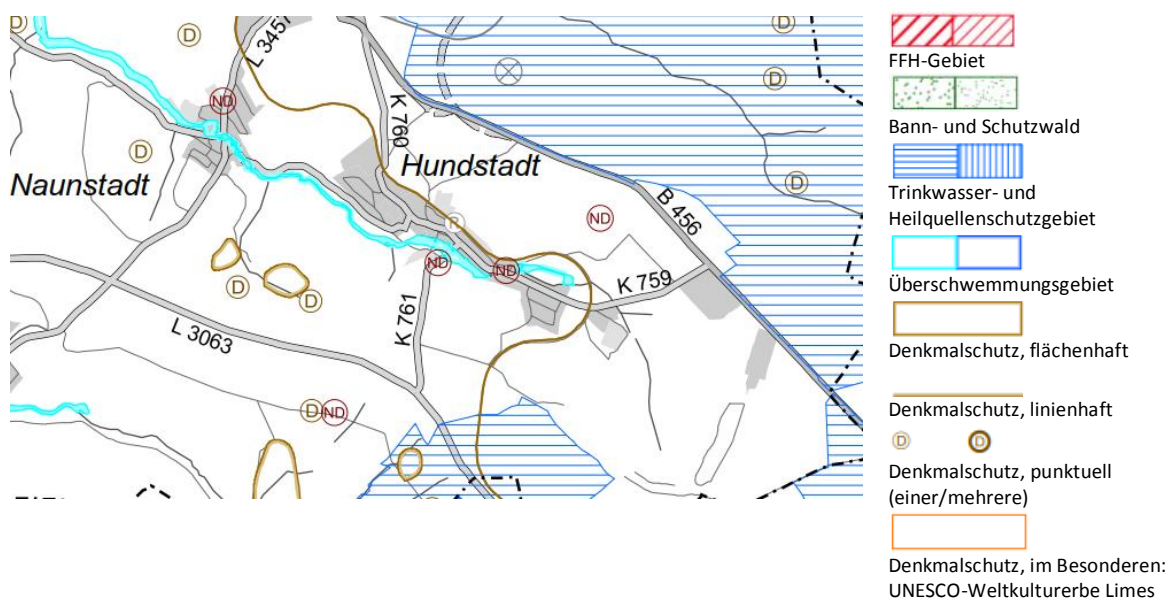 D
D
L 3457
D
D
ND
K 760
D
Hundstadt
Naunstadt
D
ND
B 456
R
ND
ND
K 759
D
D
K 761
L 3063
D
ND
D
FFH-Gebiet
Bann- und Schutzwald
Trinkwasser- und
Heilquellenschutzgebiet
Überschwemmungsgebiet
Denkmalschutz, flächenhaft
Denkmalschutz, linienhaft
D D
Denkmalschutz, punktuell
(einer/mehrere)
Denkmalschutz, im Besonderen:
UNESCO-Weltkulturerbe Limes